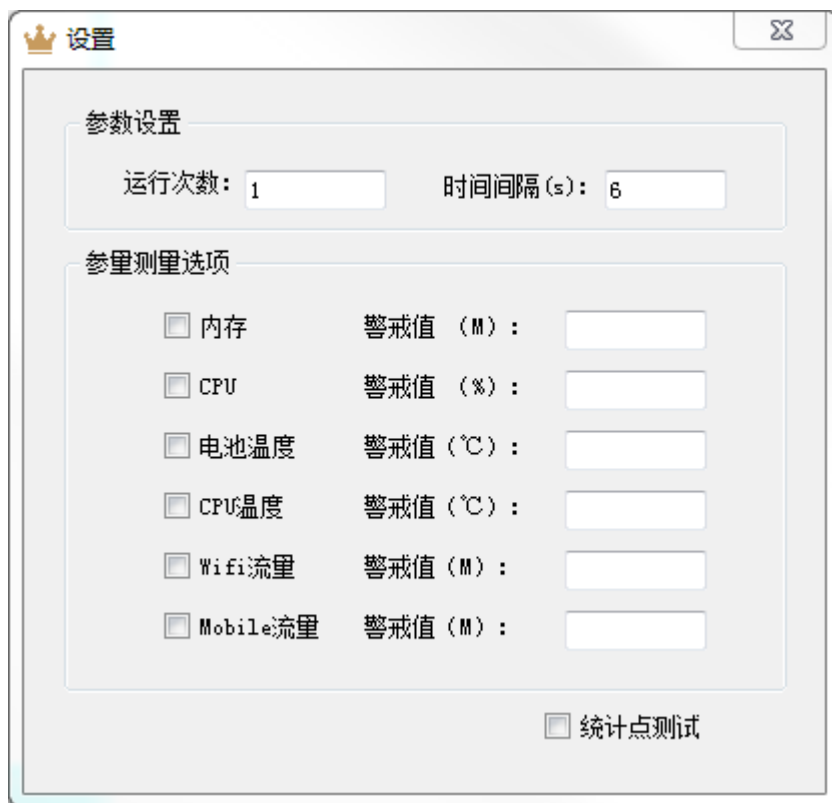 设置
参数设置
运行次数: 1 时间间隔(s): 6
参量测量选项
内存 警戒值 (M):
CPU 警戒值 (%):
电池温度 警戒值(℃):
CPU温度 警戒值(℃):
Wifi流量 警戒值(M):
Mobile流量 警戒值(M):
统计点测试